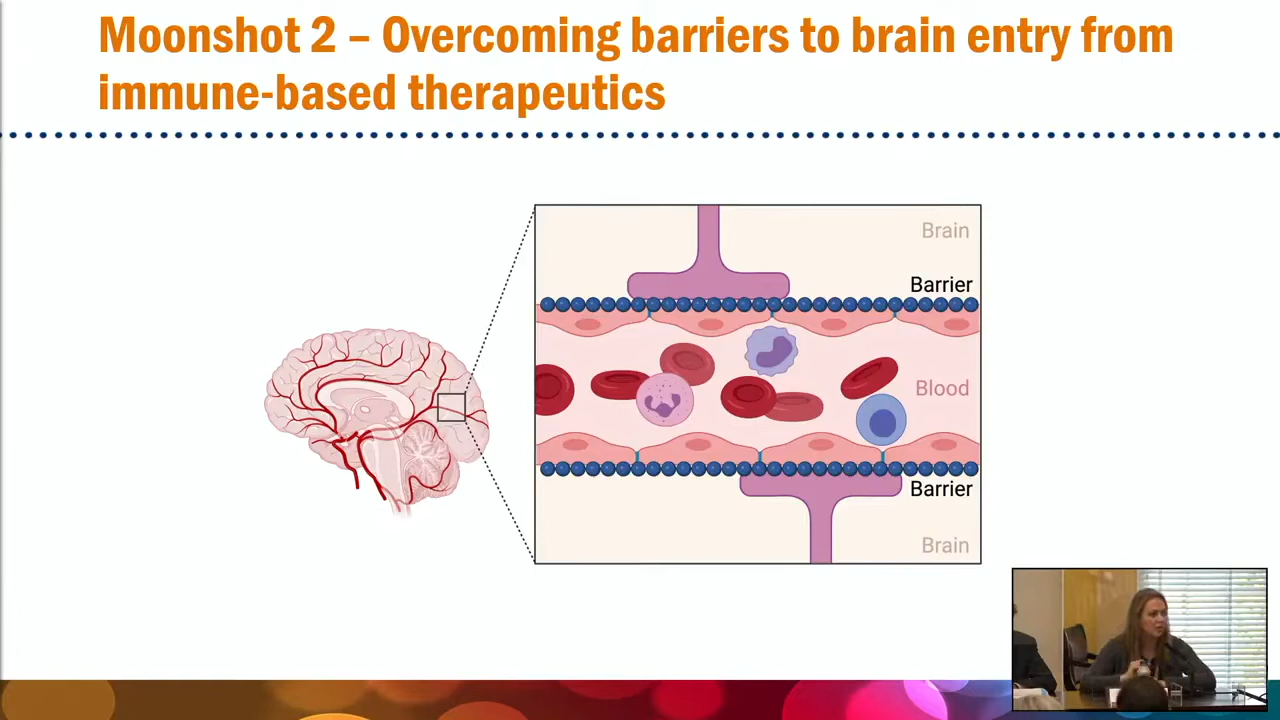 Moonshot 2 – Overcoming barriers to brain entry from
immune-based therapeutics
Brain
Barrier
Blood
Barrier
Brain